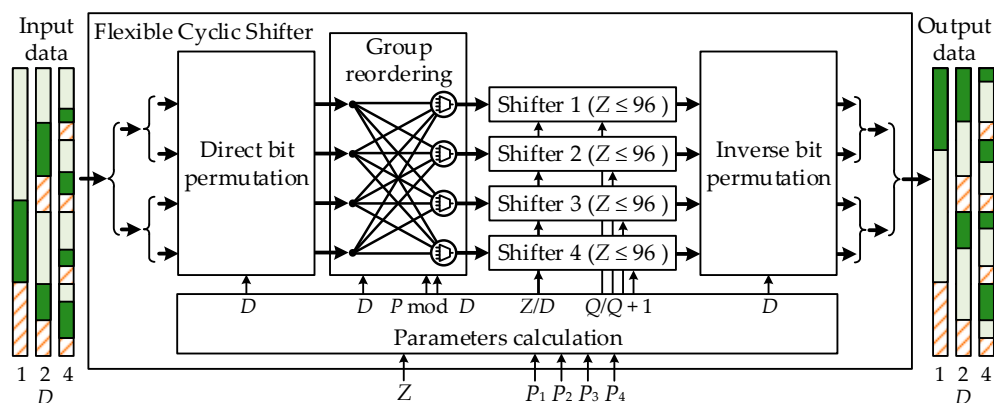 Input
data
Flexible Cyclic Shifter
Group
reordering
Output
data
Direct bit
permutation
Shifter 1 (Z ≤ 96 )
Shifter 2 (Z ≤ 96 )
Shifter 3 (Z ≤ 96 )
Shifter 4 (Z ≤ 96 )
Inverse bit
permutation
D D P mod D Z/D Q/Q + 1 D
Parameters calculation
1 2 4
D
Z P1 P2 P3 P4
1 2 4
D